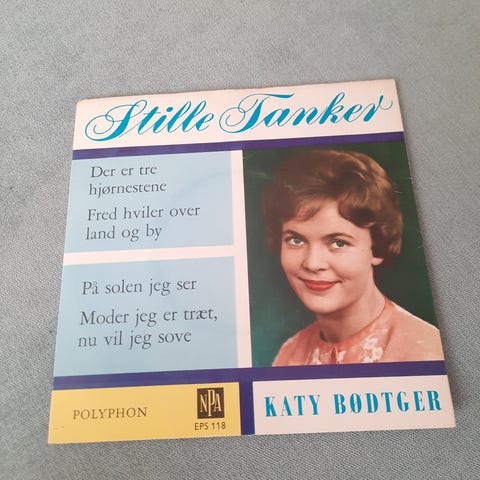 Stille Tanker
Der er tre
hjørnestene
Fred hviler over
land og by
På solen jeg ser
Moder jeg er træt,
nu vil jeg sove
POLYPHON
NPA
EPS 118
KATY BØDTGER